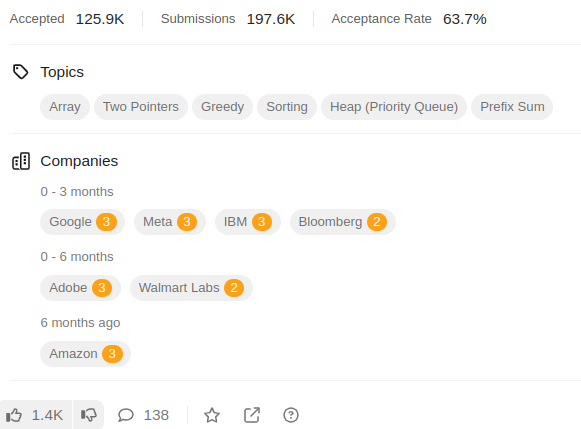 Accepted 125.9K Submissions 197.6K Acceptance Rate 63.7%
Topics
Array Two Pointers Greedy Sorting Heap (Priority Queue) Prefix Sum
Companies
0 - 3 months
Google 3 Meta 3 IBM 3 Bloomberg 2
0 - 6 months
Adobe 3 Walmart Labs 2
6 months ago
Amazon 3
1.4K 138